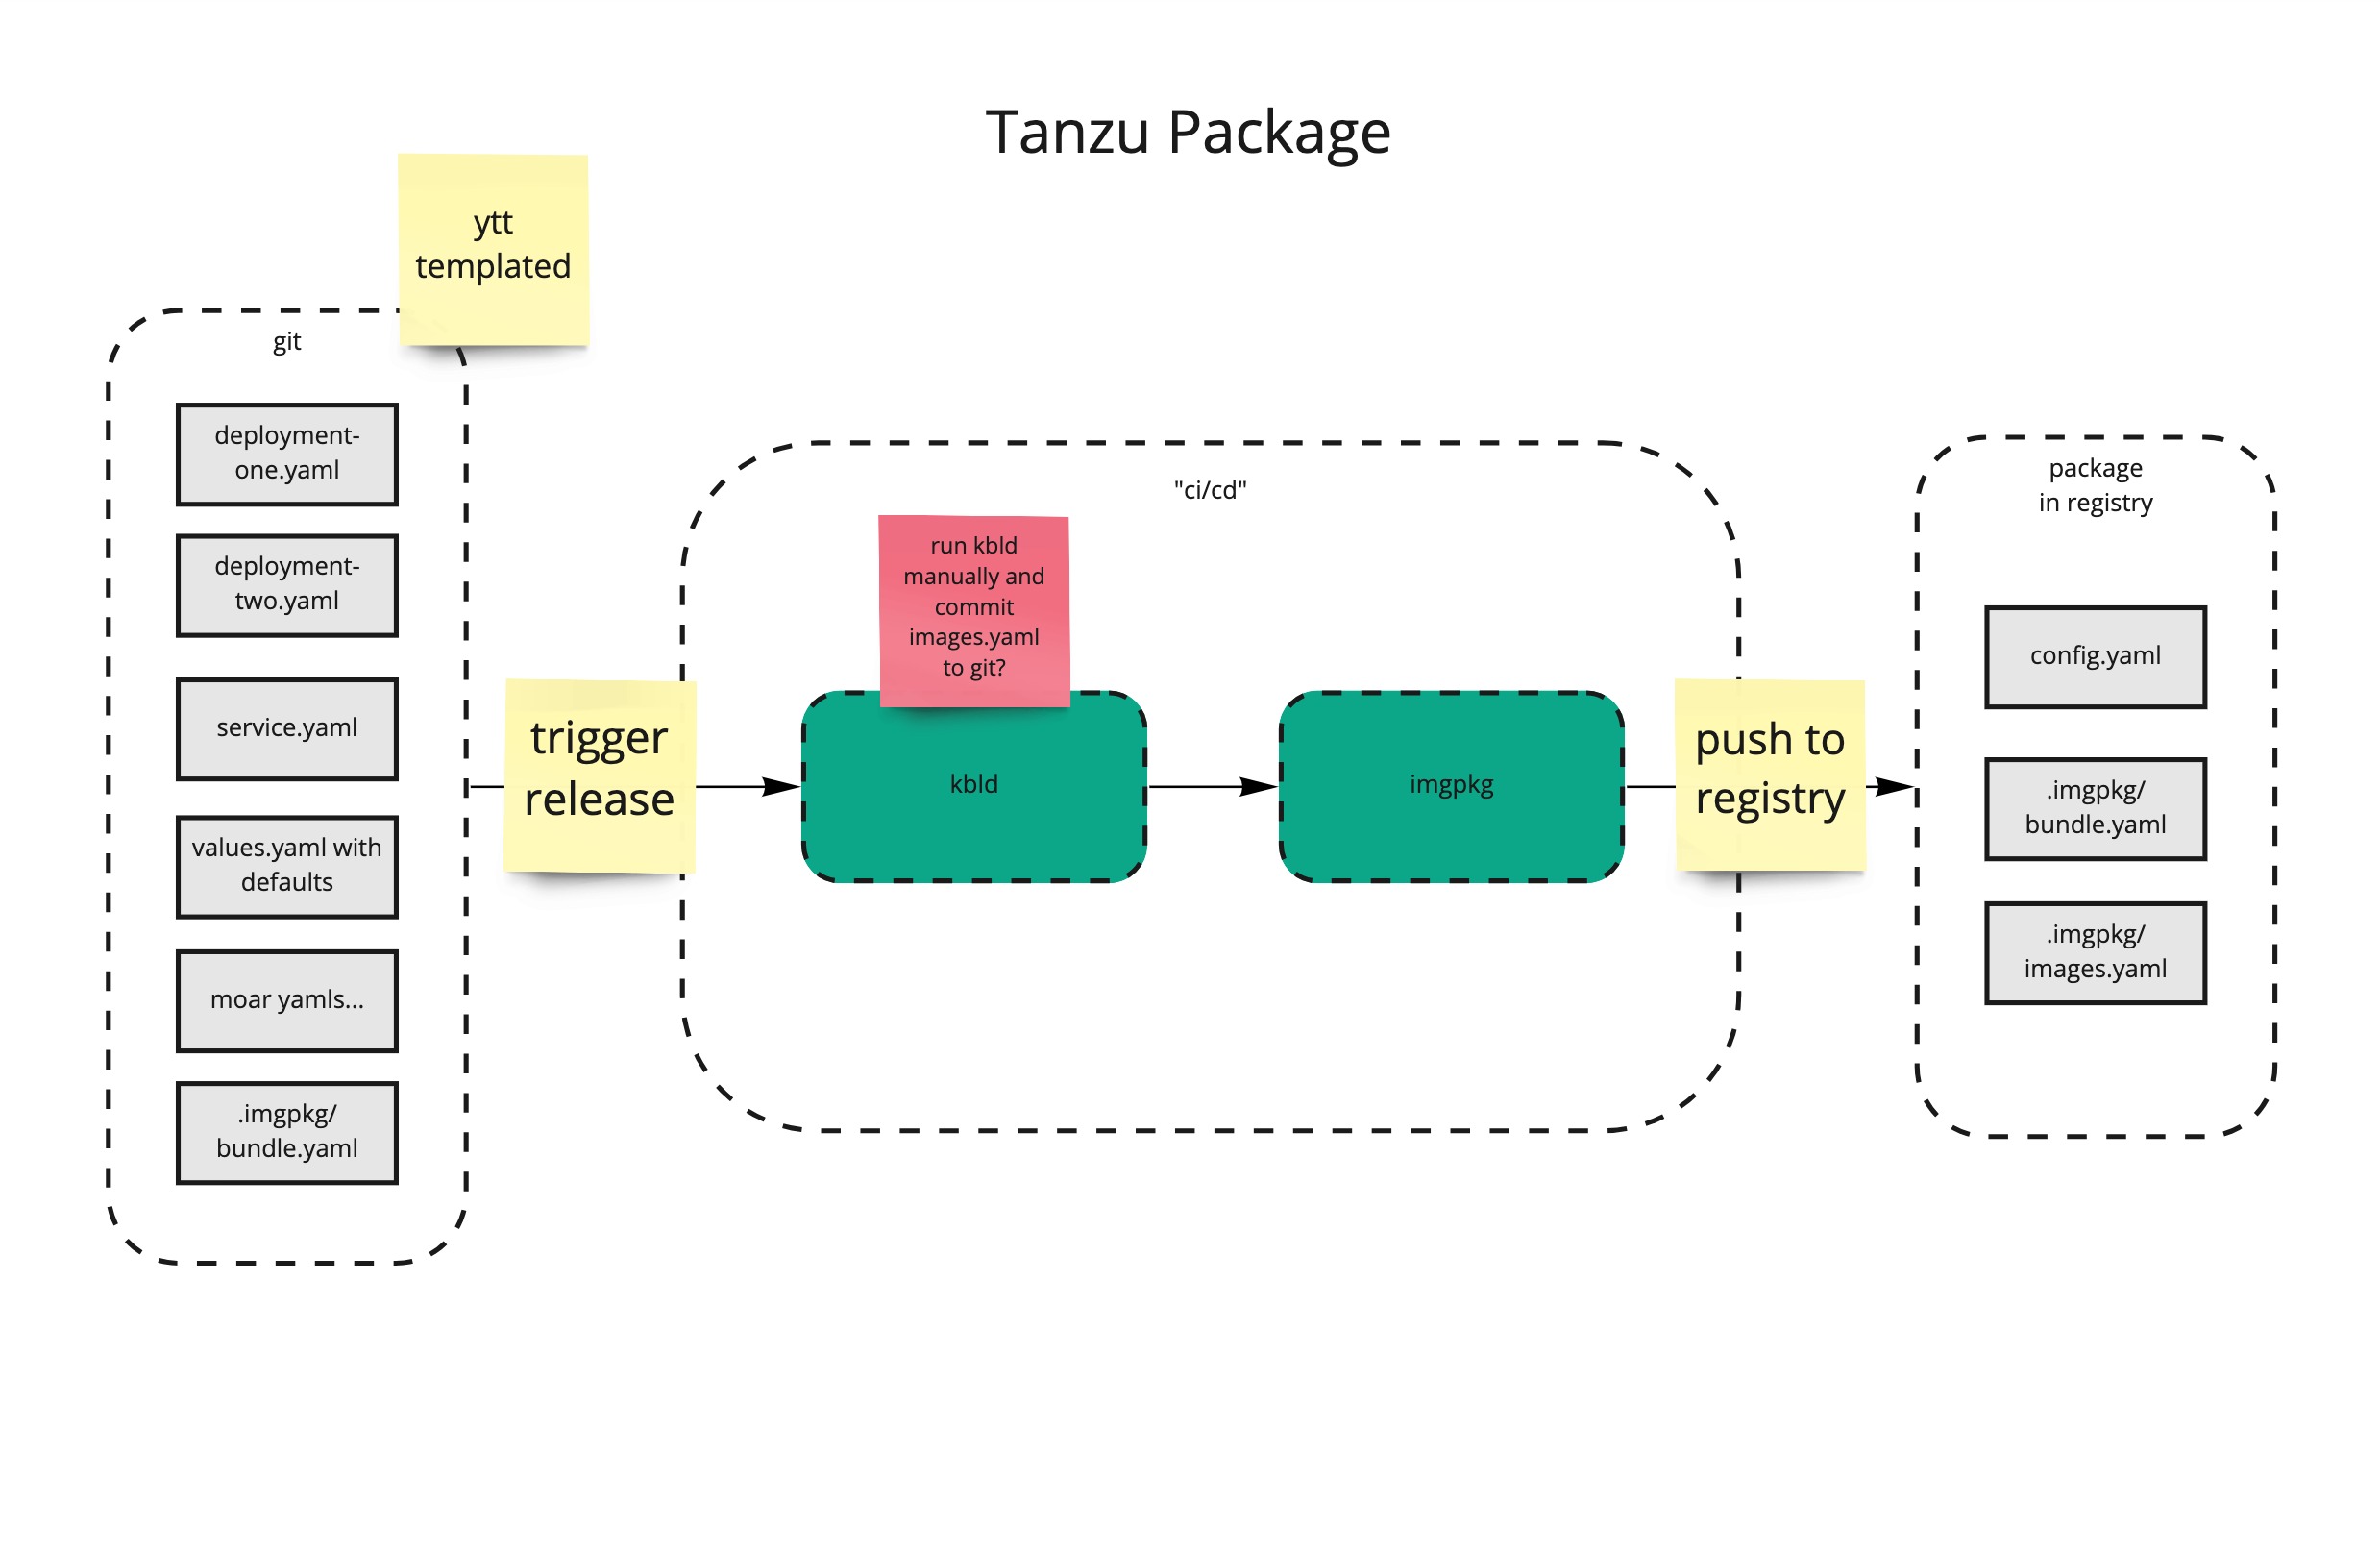 Tanzu Package
ytt
templated
git
deployment-
one.yaml
deployment-
two.yaml
service.yaml
values.yaml with
defaults
moar yamls...
.imgpkg/
bundle.yaml
trigger
release
"ci/cd"
run kbld
manually and
commit
images.yaml
to git?
kbld
imgpkg
push to
registry
package
in registry
config.yaml
.imgpkg/
bundle.yaml
.imgpkg/
images.yaml